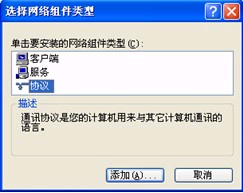 选择网络组件类型
单击要安装的网络组件类型(C):
客户端
服务
协议
描述
通讯协议是您的计算机用来与其它计算机通讯的
语言。
添加(A)...
取消